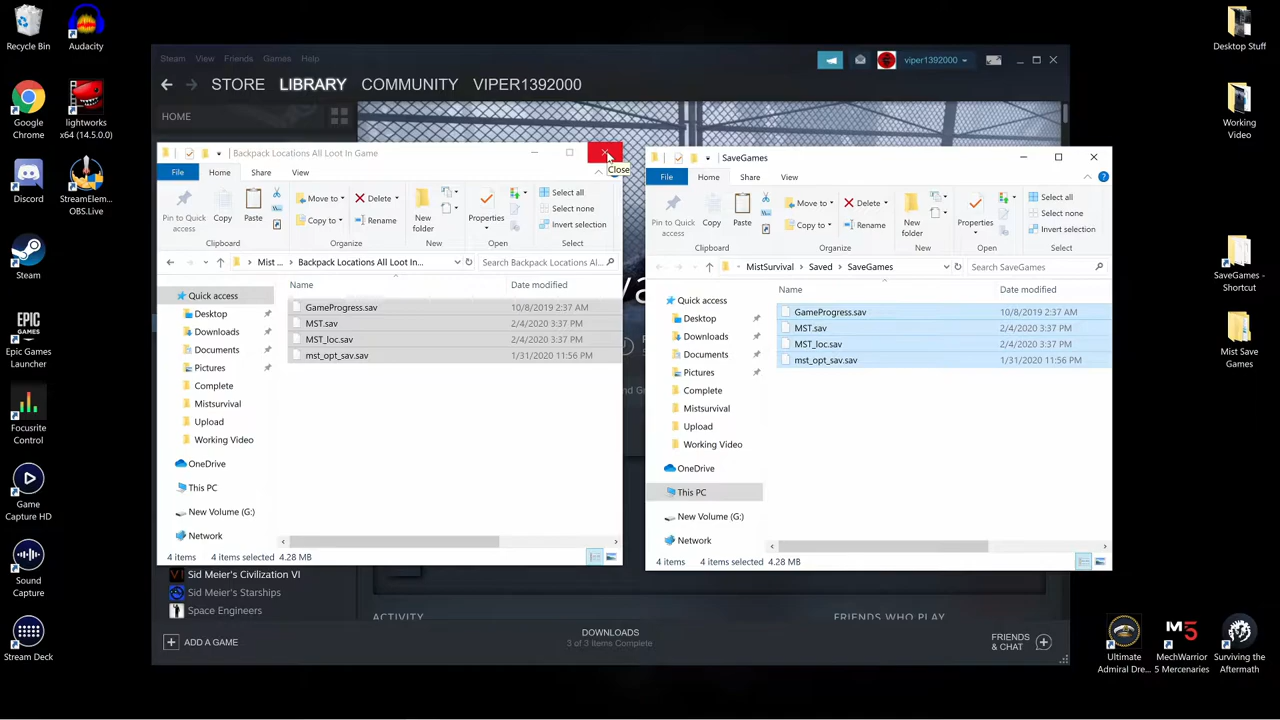 Recycle Bin
Audacity
Google Chrome
lightworks x64 (14.5.0.0)
Discord
StreamElem... OBS.Live
Steam
Epic Games Launcher
Focusrite Control
Game Capture HD
Sound Capture
Stream Deck
Steam View Friends Games Help
viper1392000
STORE LIBRARY COMMUNITY VIPER1392000
HOME
Backpack Locations All Loot In Game
Close
File Home Share View
Pin to Quick access
Copy
Paste
Move to
Copy to
Delete
Rename
New folder
Properties
Select all
Select none
Invert selection
Clipboard Organize New Open Select
Mist ... Backpack Locations All Loot In...
Search Backpack Locations Al...
Name Date modified
Quick access
Desktop
Downloads
Documents
Pictures
Complete
Mistsurvival
Upload
Working Video
OneDrive
This PC
New Volume (G:)
Network
GameProgress.sav 10/8/2019 2:37 AM
MST.sav 2/4/2020 3:37 PM
MST_loc.sav 2/4/2020 3:37 PM
mst_opt_sav.sav 1/31/2020 11:56 PM
4 items 4 items selected 4.28 MB
SaveGames
File Home Share View
Pin to Quick access
Copy
Paste
Move to
Copy to
Delete
Rename
New folder
Properties
Select all
Select none
Invert selection
Clipboard Organize New Open Select
MistSurvival Saved SaveGames
Search SaveGames
Name Date modified
Quick access
Desktop
Downloads
Documents
Pictures
Complete
Mistsurvival
Upload
Working Video
OneDrive
This PC
New Volume (G:)
Network
GameProgress.sav 10/8/2019 2:37 AM
MST.sav 2/4/2020 3:37 PM
MST_loc.sav 2/4/2020 3:37 PM
mst_opt_sav.sav 1/31/2020 11:56 PM
4 items 4 items selected 4.28 MB
Sid Meier's Civilization VI
Sid Meier's Starships
Space Engineers
ACTIVITY
FRIENDS WHO PLAY
ADD A GAME
DOWNLOADS
3 of 3 Items Complete
FRIENDS & CHAT
Desktop Stuff
Working Video
SaveGames - Shortcut
Mist Save Games
Ultimate Admiral Dre...
MechWarrior 5 Mercenaries
Surviving the Aftermath